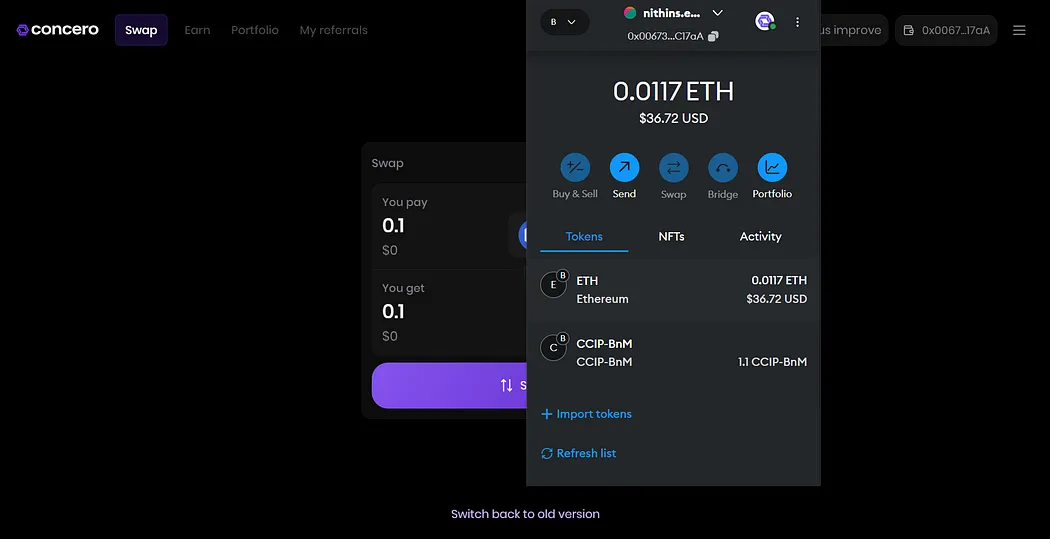 concero Swap Earn Portfolio My referrals
us improve 0x0067...17aA
B nithins.e...
0x00673...C17aA
0.0117 ETH
$36.72 USD
Buy & Sell Send Swap Bridge Portfolio
Tokens NFTs Activity
E B ETH 0.0117 ETH
Ethereum $36.72 USD
C B CCIP-BnM
CCIP-BnM 1.1 CCIP-BnM
+ Import tokens
Refresh list
Swap
You pay
0.1
$0
You get
0.1
$0
S
Switch back to old version